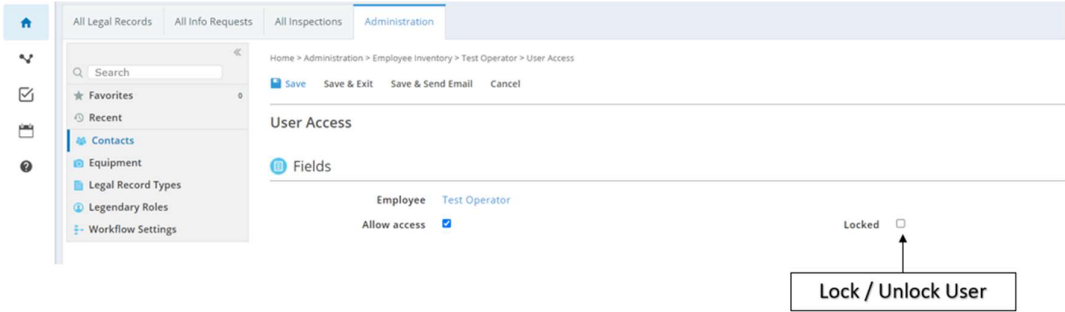 All Legal Records All Info Requests All Inspections Administration
Search
Favorites 0
Recent
Contacts
Equipment
Legal Record Types
Legendary Roles
Workflow Settings
Home > Administration > Employee Inventory > Test Operator > User Access
Save Save & Exit Save & Send Email Cancel
User Access
Fields
Employee Test Operator
Allow access Locked
Lock / Unlock User